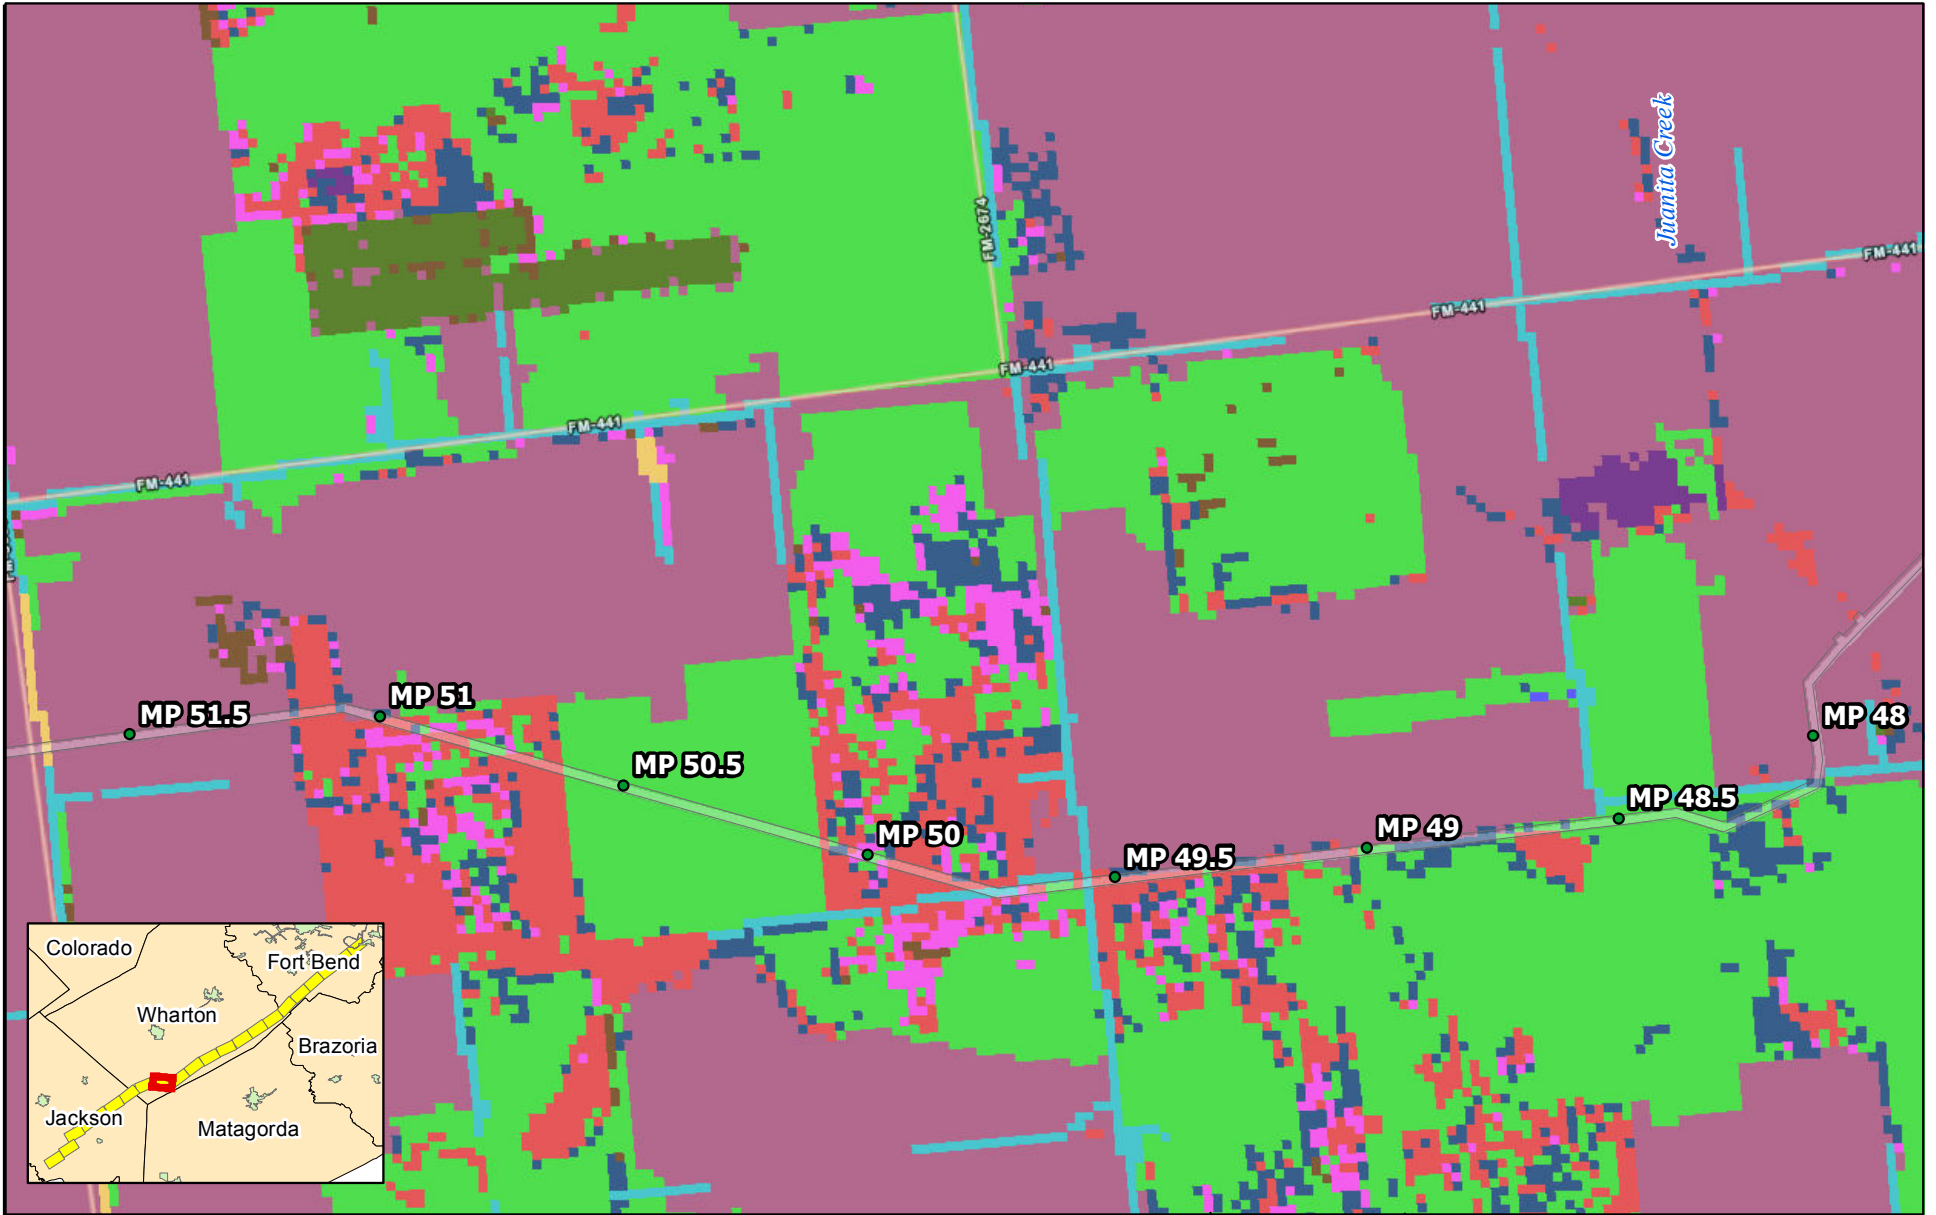 Juanita Creek
FM-2674
FM-441
FM-441
FM-441
FM-441
FM-441
MP 51.5
MP 51
MP 50.5
MP 50
MP 49.5
MP 49
MP 48.5
MP 48
Colorado
Fort Bend
Wharton
Brazoria
Jackson
Matagorda